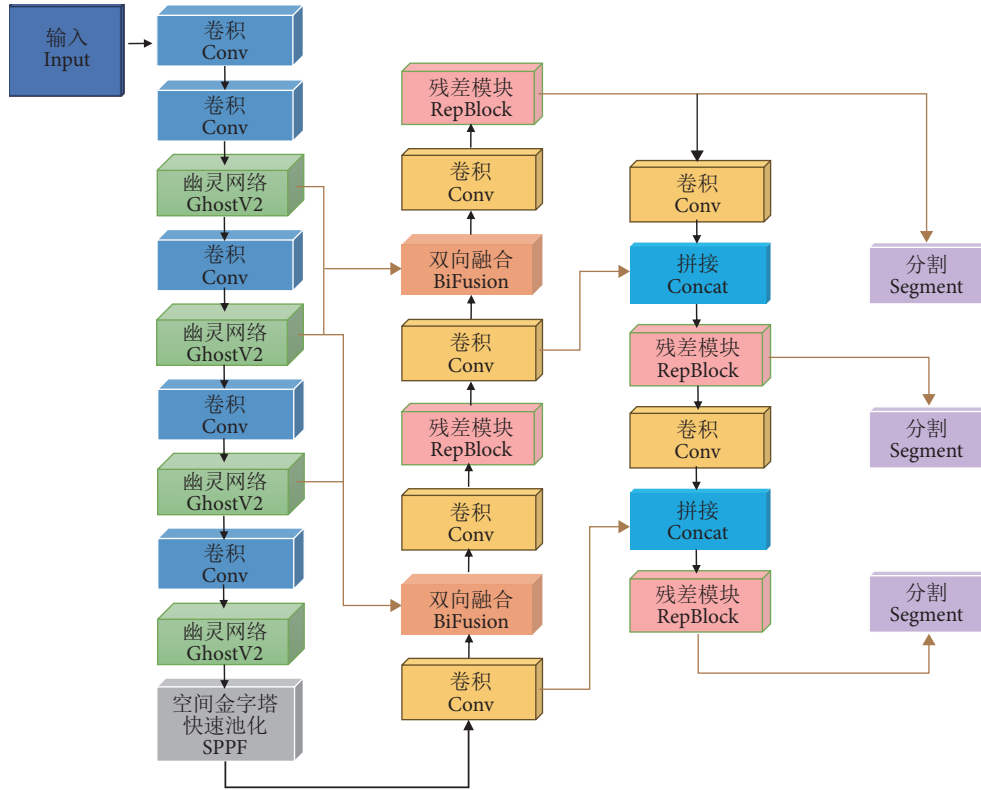 输入
Input
卷积
Conv
卷积
Conv
幽灵网络
GhostV2
卷积
Conv
幽灵网络
GhostV2
卷积
Conv
幽灵网络
GhostV2
卷积
Conv
幽灵网络
GhostV2
空间金字塔
快速池化
SPPF
残差模块
RepBlock
卷积
Conv
双向融合
BiFusion
卷积
Conv
残差模块
RepBlock
卷积
Conv
双向融合
BiFusion
卷积
Conv
卷积
Conv
拼接
Concat
残差模块
RepBlock
卷积
Conv
拼接
Concat
残差模块
RepBlock
分割
Segment
分割
Segment
分割
Segment